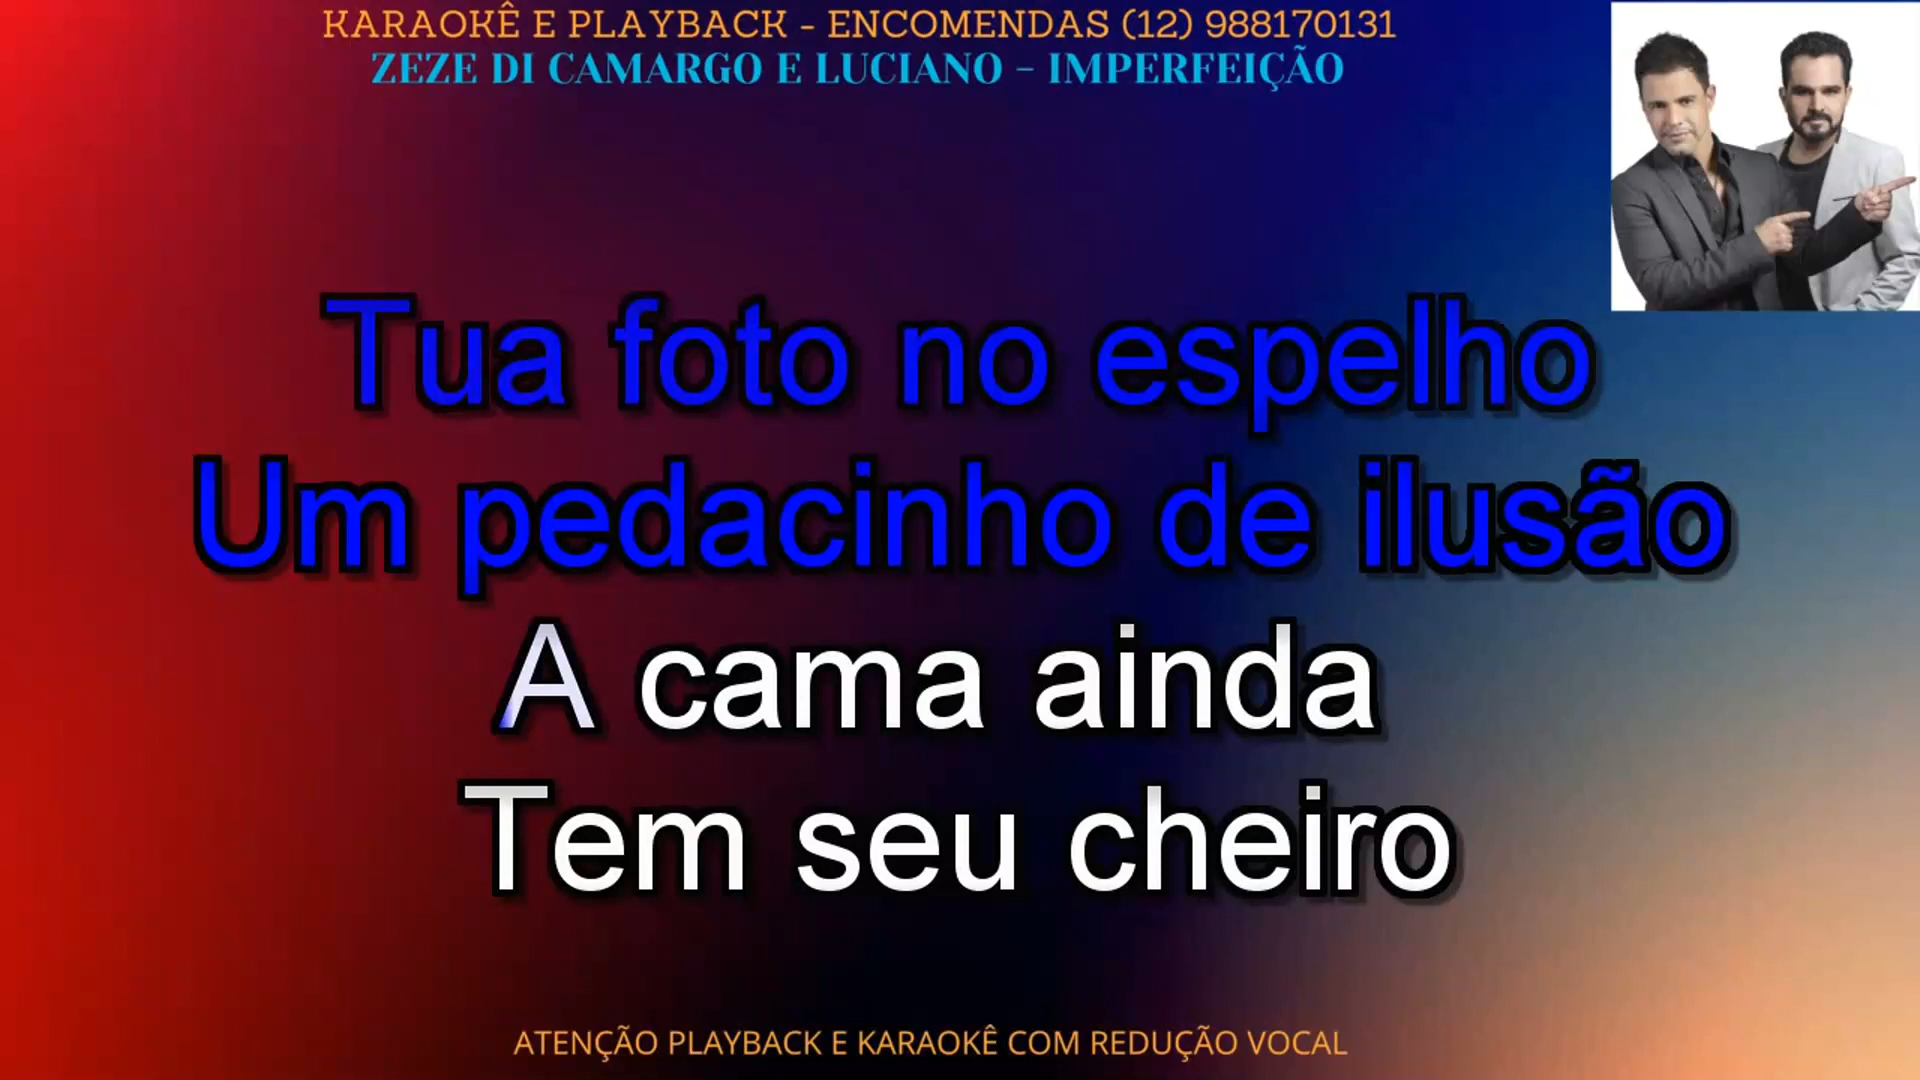 KARAOKÊ E PLAYBACK - ENCOMENDAS (12) 988170131
ZEZE DI CAMARGO E LUCIANO - IMPERFEIÇÃO
Tua foto no espelho
Um pedacinho de ilusão
A cama ainda
Tem seu cheiro
ATENÇÃO PLAYBACK E KARAOKÊ COM REDUÇÃO VOCAL